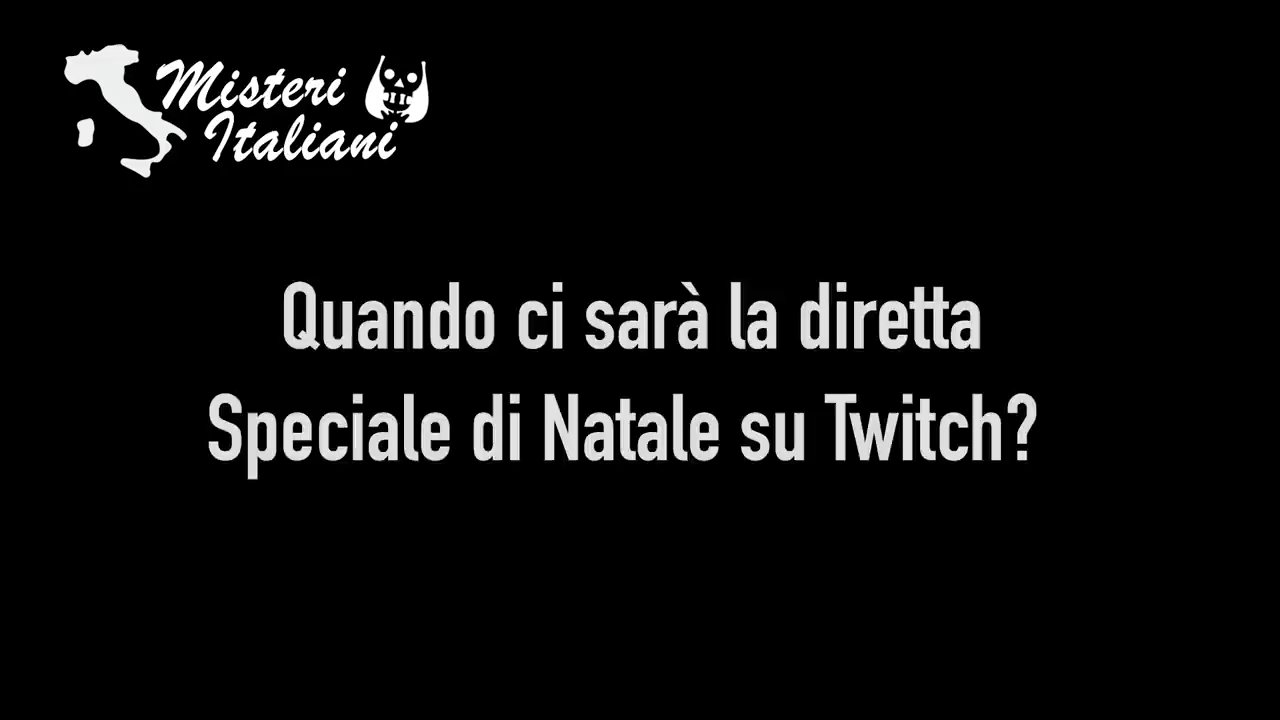 Misteri
Italiani
Quando ci sarà la diretta
Speciale di Natale su Twitch?